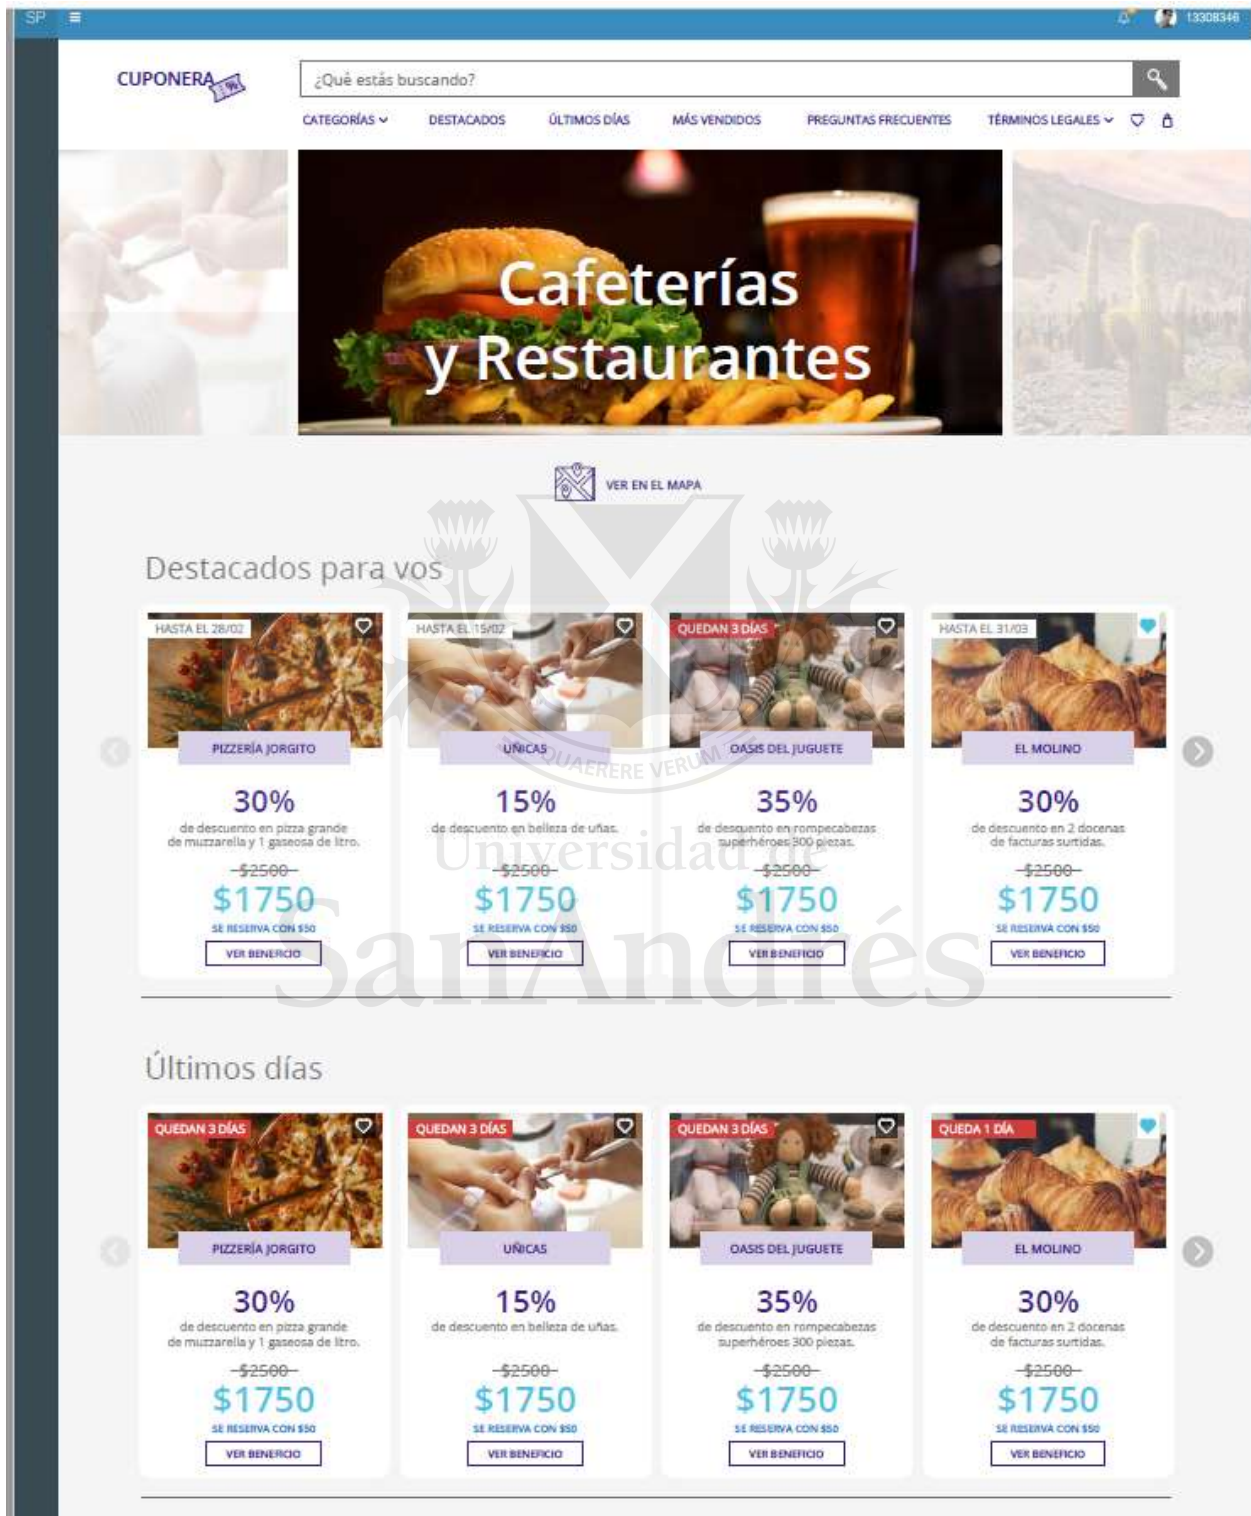 SP
13308346
CUPONERA
%
¿Qué estás buscando?
CATEGORÍAS
DESTACADOS
ÚLTIMOS DÍAS
MÁS VENDIDOS
PREGUNTAS FRECUENTES
TÉRMINOS LEGALES
Cafeterías
y Restaurantes
VER EN EL MAPA
Destacados para vos
HASTA EL 28/02
PIZZERÍA JORGITO
30%
de descuento en pizza grande
de muzzarella y 1 gaseosa de litro.
$2500
$1750
SE RESERVA CON $50
VER BENEFICIO
HASTA EL 15/02
UÑICAS
15%
de descuento en belleza de uñas.
$2500
$1750
SE RESERVA CON $50
VER BENEFICIO
QUEDAN 3 DÍAS
OASIS DEL JUGUETE
35%
de descuento en rompecabezas
superhéroes 300 piezas.
$2500
$1750
SE RESERVA CON $50
VER BENEFICIO
HASTA EL 31/03
EL MOLINO
30%
de descuento en 2 docenas
de facturas surtidas.
$2500
$1750
SE RESERVA CON $50
VER BENEFICIO
QUAERERE VERUM
Universidad de
SanAndrés
Últimos días
QUEDAN 3 DÍAS
PIZZERÍA JORGITO
30%
de descuento en pizza grande
de muzzarella y 1 gaseosa de litro.
$2500
$1750
SE RESERVA CON $50
VER BENEFICIO
QUEDAN 3 DÍAS
UÑICAS
15%
de descuento en belleza de uñas.
$2500
$1750
SE RESERVA CON $50
VER BENEFICIO
QUEDAN 3 DÍAS
OASIS DEL JUGUETE
35%
de descuento en rompecabezas
superhéroes 300 piezas.
$2500
$1750
SE RESERVA CON $50
VER BENEFICIO
QUEDA 1 DÍA
EL MOLINO
30%
de descuento en 2 docenas
de facturas surtidas.
$2500
$1750
SE RESERVA CON $50
VER BENEFICIO